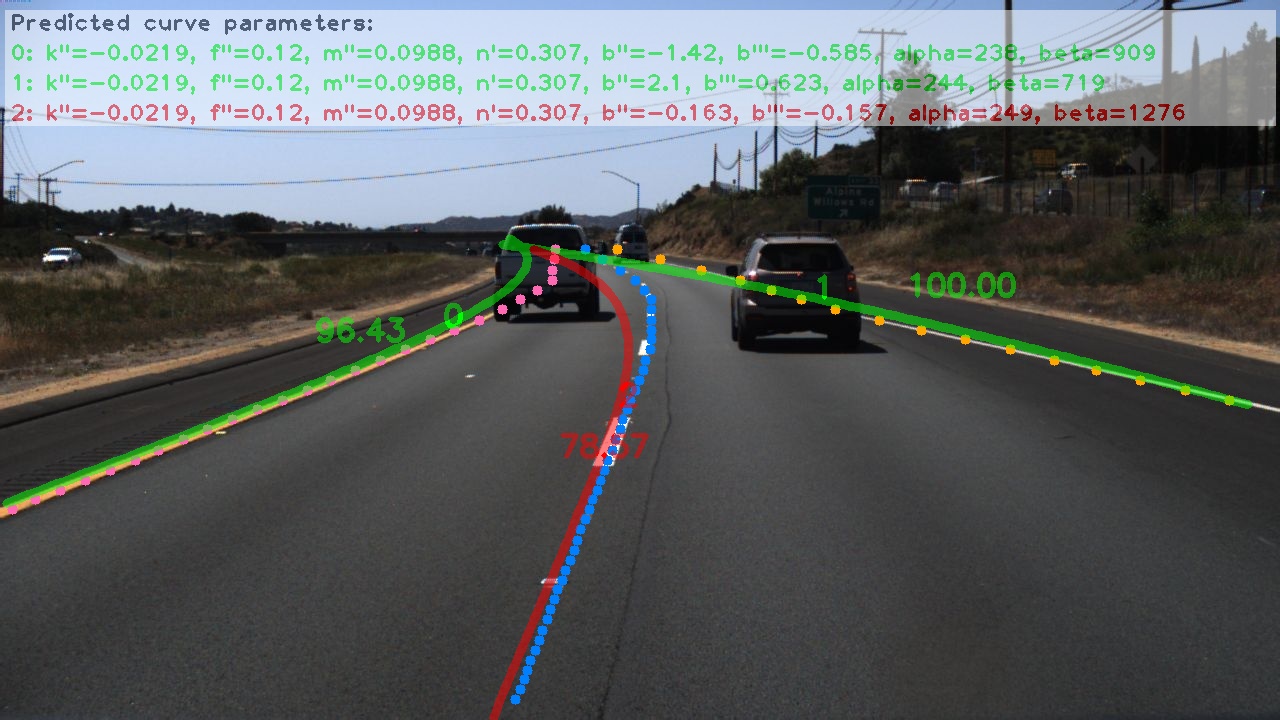 Predicted curve parameters:
0: k''=−0.0219, f''=0.12, m''=0.0988, n'=0.307, b''=−1.42, b'''=−0.585, alpha=238, beta=909
1: k''=−0.0219, f''=0.12, m''=0.0988, n'=0.307, b''=2.1, b'''=0.623, alpha=244, beta=719
2: k''=−0.0219, f''=0.12, m''=0.0988, n'=0.307, b''=−0.163, b'''=−0.157, alpha=249, beta=1276
Alpine
Willows Rd
1 100.00
96.43 0
78.57